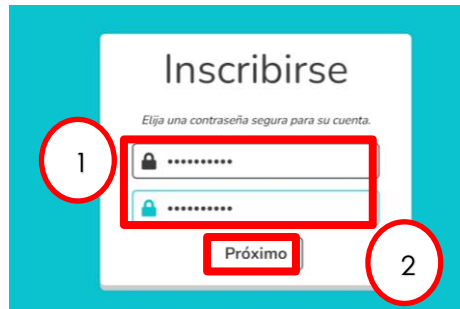 Inscribirse
Elija una contraseña segura para su cuenta.
1
••••••••••
••••••••••
Próximo
2